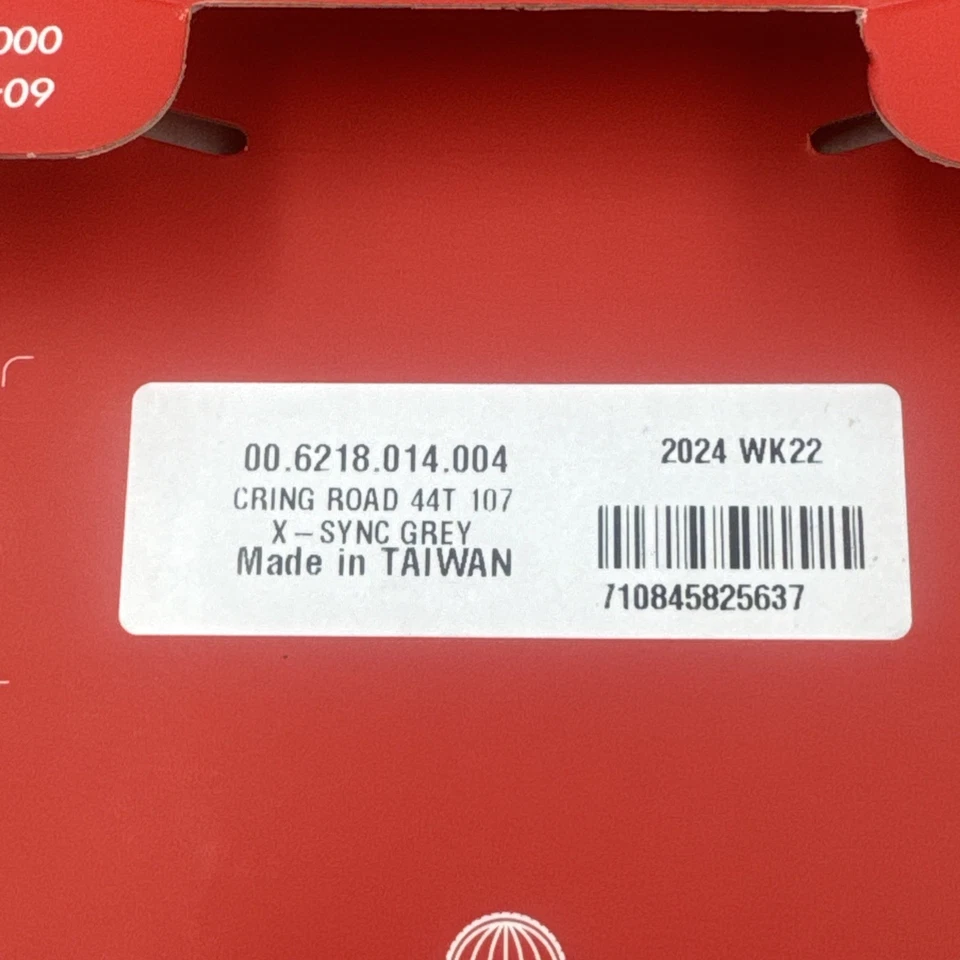 000
-09
00.6218.014.004
CRING ROAD 44T 107
X-SYNC GREY
Made in TAIWAN
2024 WK22
710845825637